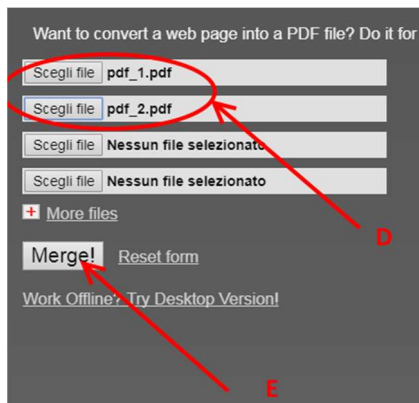 Want to convert a web page into a PDF file? Do it for
Scegli file pdf_1.pdf
Scegli file pdf_2.pdf
Scegli file Nessun file selezionato
Scegli file Nessun file selezionato
D
+ More files
Merge! Reset form
Work Offline? Try Desktop Version!
E